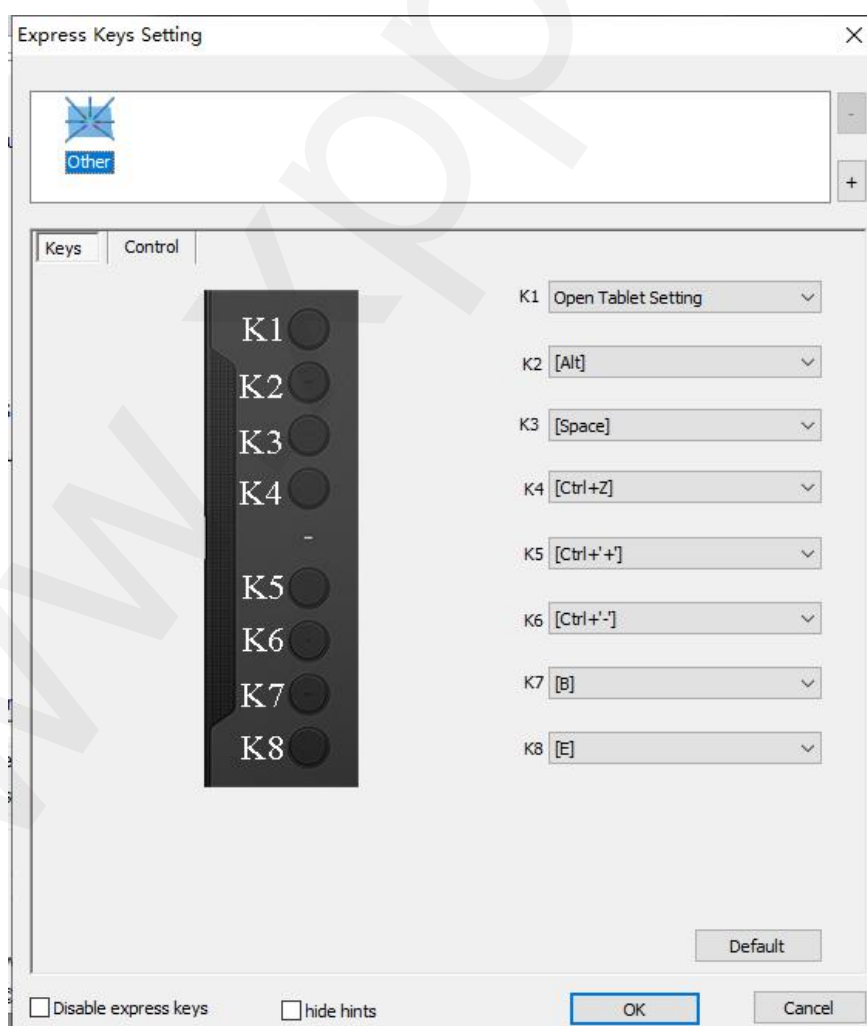 Express Keys Setting
Other
-
+
Keys Control
K1 K1 Open Tablet Setting
K2 K2 [Alt]
K3 K3 [Space]
K4 K4 [Ctrl+Z]
K5 K5 [Ctrl+'+']
K6 K6 [Ctrl+'-']
K7 K7 [B]
K8 K8 [E]
Default
Disable express keys hide hints OK Cancel